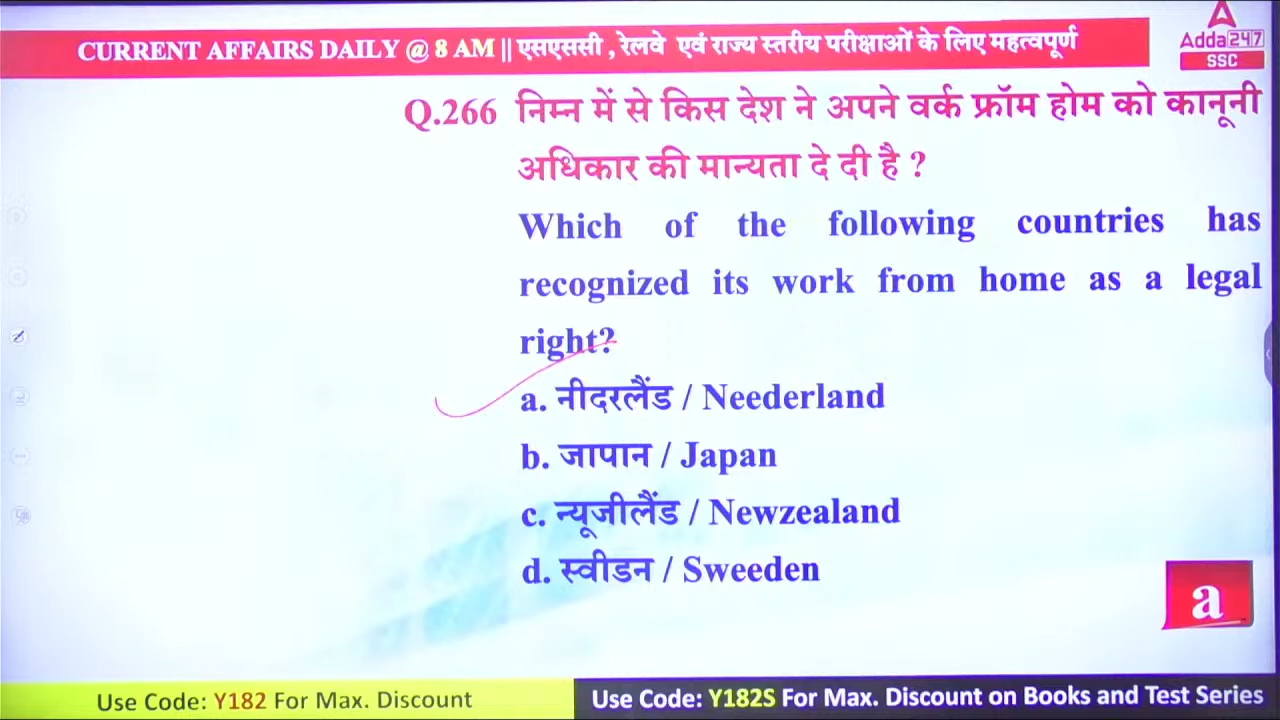 CURRENT AFFAIRS DAILY @ 8 AM || एसएससी , रेलवे एवं राज्य स्तरीय परीक्षाओं के लिए महत्वपूर्ण
Adda247
SSC
Q.266 निम्न में से किस देश ने अपने वर्क फ्रॉम होम को कानूनी
अधिकार की मान्यता दे दी है ?
Which of the following countries has
recognized its work from home as a legal
right?
a. नीदरलैंड / Neederland
b. जापान / Japan
c. न्यूजीलैंड / Newzealand
d. स्वीडन / Sweeden
a
Use Code: Y182 For Max. Discount
Use Code: Y182S For Max. Discount on Books and Test Series